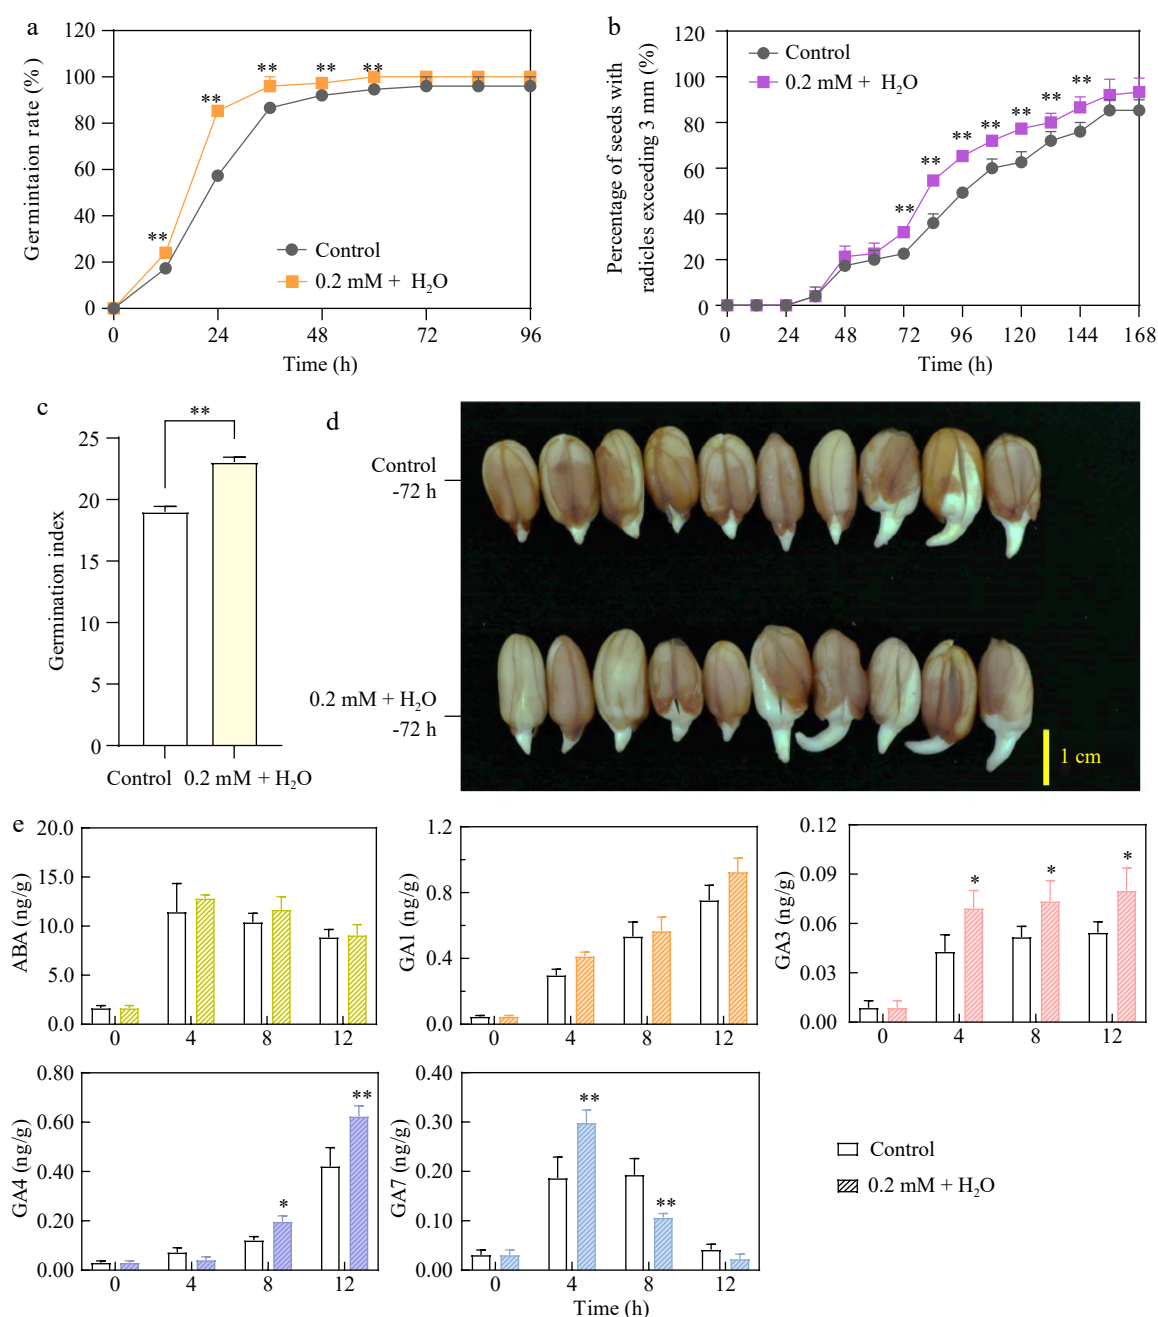 a
Germintaion rate (%)
120
100
80
60
40
20
0
** ** ** ** **
Control
0.2 mM + H₂O
0 24 48 72 96
Time (h)
b
Percentage of seeds with
radicles exceeding 3 mm (%)
120
100
80
60
40
20
0
Control
0.2 mM + H₂O
** ** ** ** ** ** **
0 24 48 72 96 120 144 168
Time (h)
c
Germination index
25
20
15
10
5
0
**
Control 0.2 mM + H₂O
d
Control
-72 h
0.2 mM + H₂O
-72 h
1 cm
e
ABA (ng/g)
20.0
15.0
10.0
5.0
0.0
0 4 8 12
GA1 (ng/g)
1.2
0.8
0.4
0.0
0 4 8 12
GA3 (ng/g)
0.12
0.09
0.06
0.03
0.00
* * *
0 4 8 12
GA4 (ng/g)
0.80
0.60
0.40
0.20
0.00
* **
0 4 8 12
GA7 (ng/g)
0.40
0.30
0.20
0.10
0.00
** **
0 4 8 12
Time (h)
Control
0.2 mM + H₂O